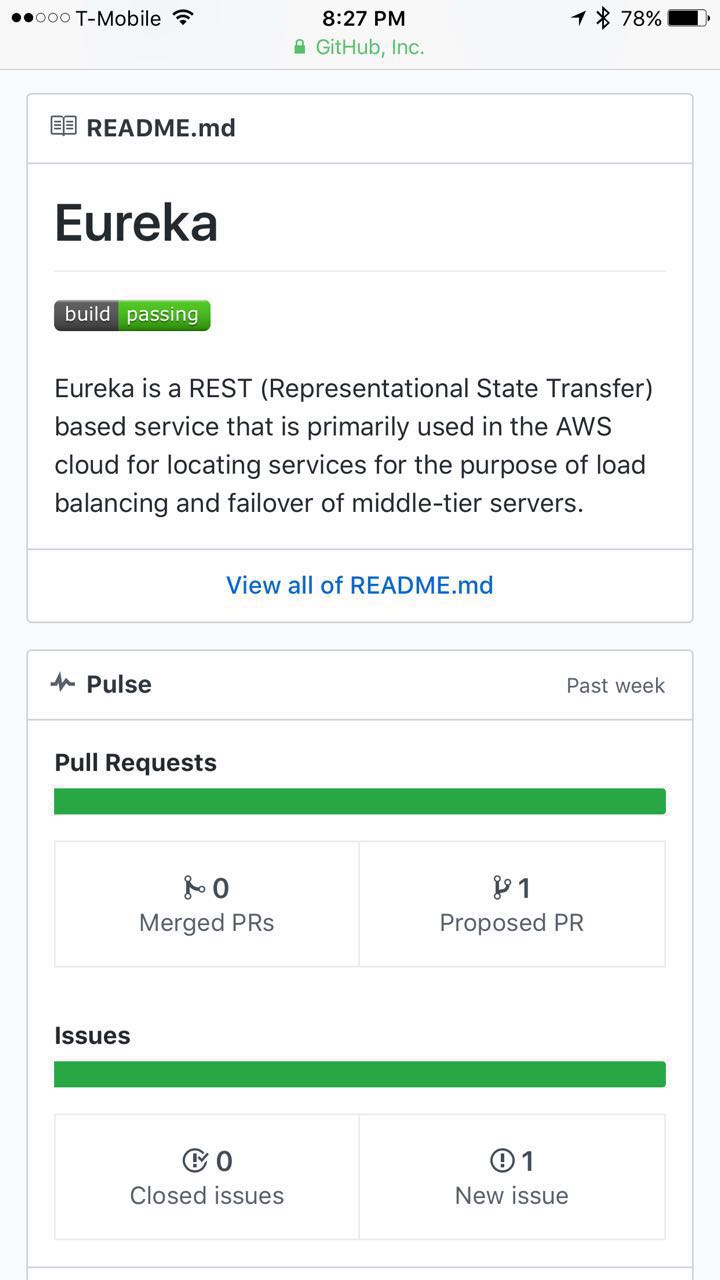 T-Mobile 8:27 PM 78%
GitHub, Inc.
README.md
Eureka
build passing
Eureka is a REST (Representational State Transfer)
based service that is primarily used in the AWS
cloud for locating services for the purpose of load
balancing and failover of middle-tier servers.
View all of README.md
Pulse Past week
Pull Requests
0 1
Merged PRs Proposed PR
Issues
0 1
Closed issues New issue